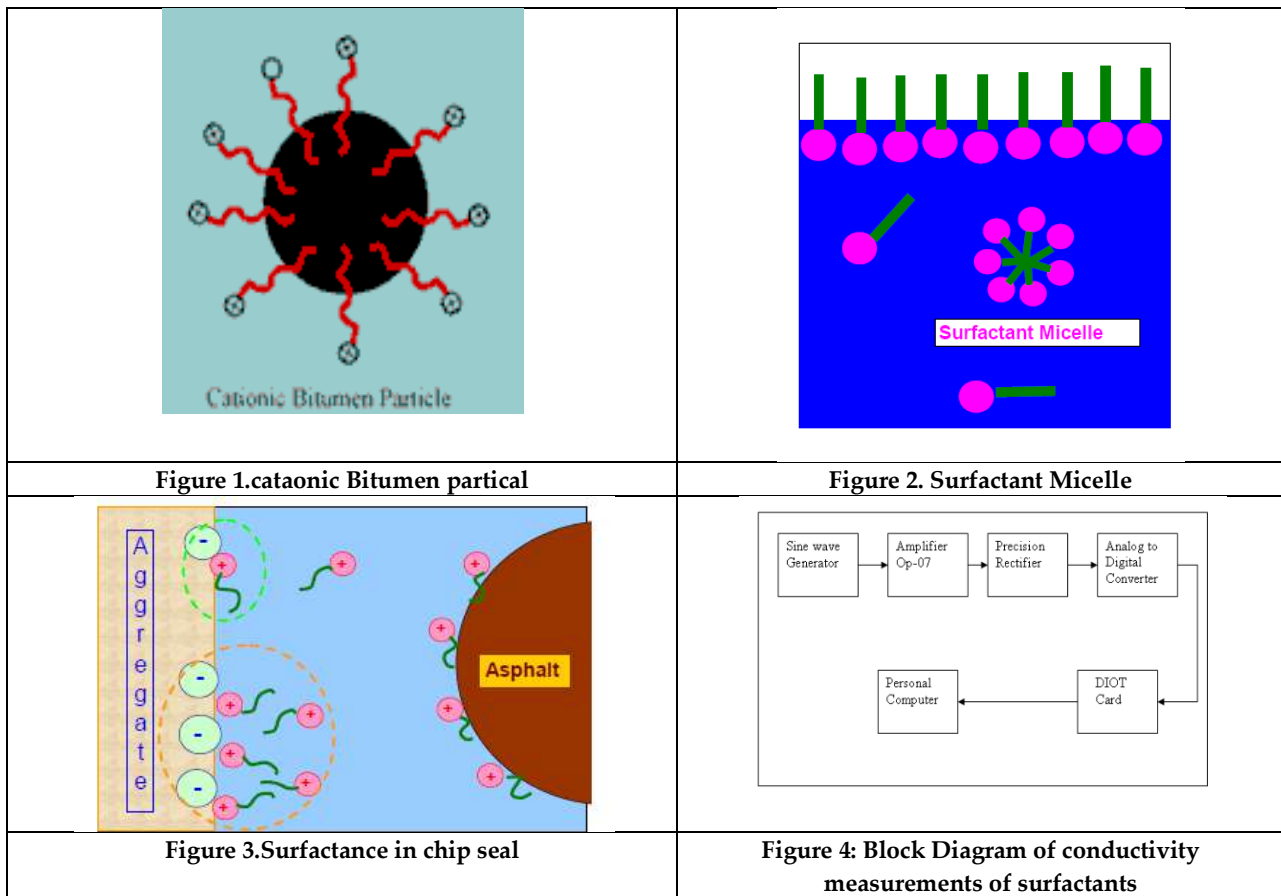 Cationic Bitumen Particle
Surfactant Micelle
Figure 1.cataonic Bitumen partical
Figure 2. Surfactant Micelle
Aggregate
-
+
+
+
+
Asphalt
-
+
-
+
+
+
-
+
+
+
Figure 3.Surfactance in chip seal
Sine wave
Generator
Amplifier
Op-07
Precision
Rectifier
Analog to
Digital
Converter
Personal
Computer
DIOT
Card
Figure 4: Block Diagram of conductivity
measurements of surfactants